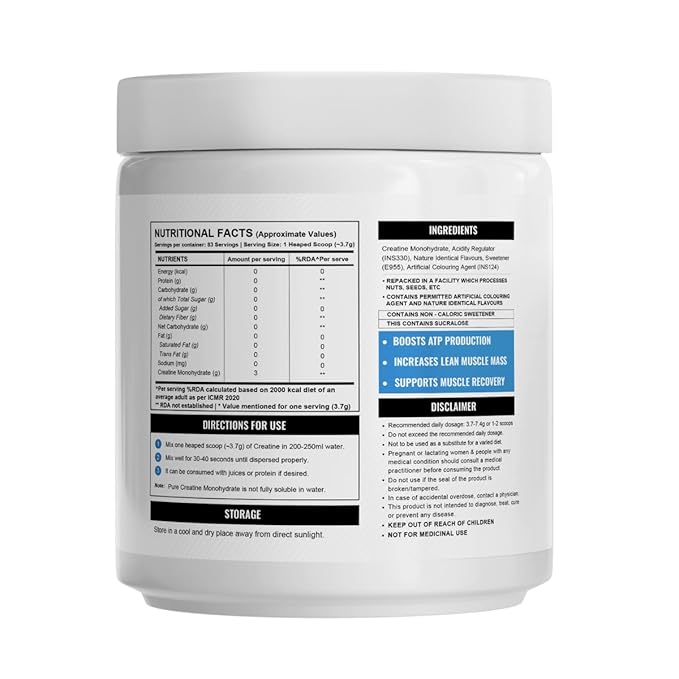 NUTRITIONAL FACTS (Approximate Values)
Servings per container: 83 Servings | Serving Size: 1 Heaped Scoop (~3.7g)
NUTRIENTS Amount per serving %RDA^Per serve
Energy (kcal) 0 0
Protein (g) 0 **
Carbohydrate (g) 0 **
of which Total Sugar (g) 0 **
Added Sugar (g) 0 0
Dietary Fiber (g) 0 **
Net Carbohydrate (g) 0 **
Fat (g) 0 0
Saturated Fat (g) 0 0
Trans Fat (g) 0 0
Sodium (mg) 0 0
Creatine Monohydrate (g) 3 **
^Per serving %RDA calculated based on 2000 kcal diet of an
average adult as per ICMR 2020
** RDA not established | * Value mentioned for one serving (3.7g)
DIRECTIONS FOR USE
1 Mix one heaped scoop (~3.7g) of Creatine in 200-250ml water.
2 Mix well for 30-40 seconds until dispersed properly.
3 It can be consumed with juices or protein if desired.
Note: Pure Creatine Monohydrate is not fully soluble in water.
STORAGE
Store in a cool and dry place away from direct sunlight.
INGREDIENTS
Creatine Monohydrate, Acidify Regulator
(INS330), Nature Identical Flavours, Sweetener
(E955), Artificial Colouring Agent (INS124)
• REPACKED IN A FACILITY WHICH PROCESSES
NUTS, SEEDS, ETC
• CONTAINS PERMITTED ARTIFICIAL COLOURING
AGENT AND NATURE IDENTICAL FLAVOURS
CONTAINS NON - CALORIC SWEETENER
THIS CONTAINS SUCRALOSE
• BOOSTS ATP PRODUCTION
• INCREASES LEAN MUSCLE MASS
• SUPPORTS MUSCLE RECOVERY
DISCLAIMER
• Recommended daily dosage: 3.7-7.4g or 1-2 scoops
• Do not exceed the recommended daily dosage.
• Not to be used as a substitute for a varied diet.
• Pregnant or lactating women & people with any
medical condition should consult a medical
practitioner before consuming the product.
• Do not use if the seal of the product is
broken/tampered.
• In case of accidental overdose, contact a physician.
• This product is not intended to diagnose, treat, cure
or prevent any disease.
• KEEP OUT OF REACH OF CHILDREN
• NOT FOR MEDICINAL USE